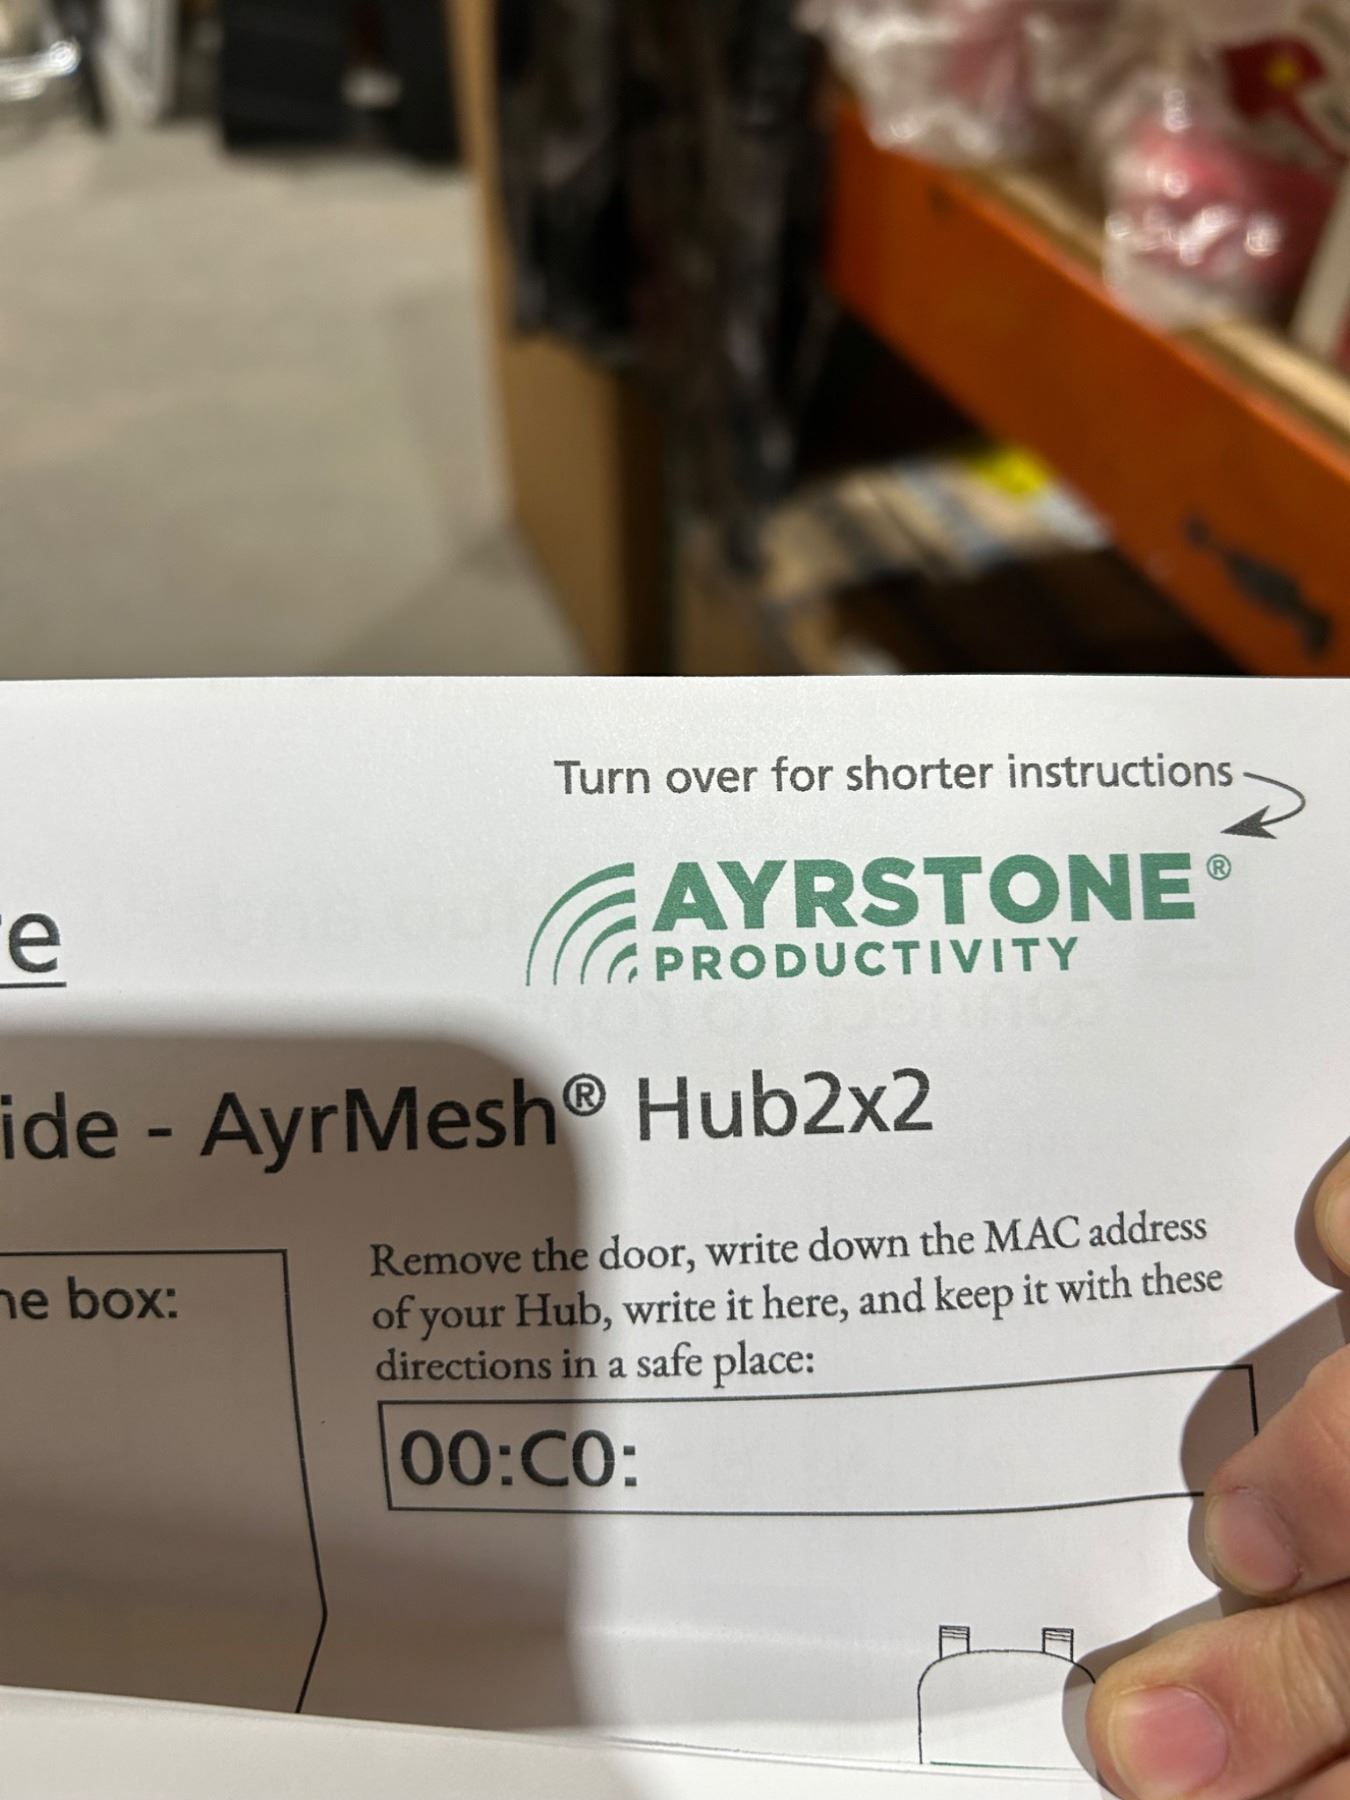 Turn over for shorter instructions
AYRSTONE®
PRODUCTIVITY
e
ide - AyrMesh® Hub2x2
he box:
Remove the door, write down the MAC address
of your Hub, write it here, and keep it with these
directions in a safe place:
00:C0: